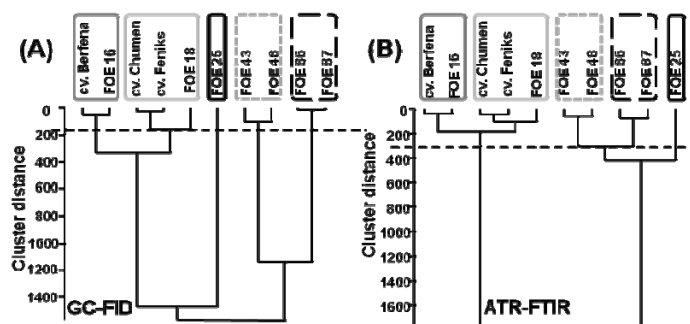 (A)
cv. Berfena
FOE 16
cv. Chumen
cv. Feniks
FOE 18
FOE 25
FOE 43
FOE 48
FOE 86
FOE 87
Cluster distance
0
200
400
600
800
1000
1200
1400
GC-FID
(B)
cv. Berfena
FOE 16
cv. Chumen
cv. Feniks
FOE 18
FOE 43
FOE 48
FOE 86
FOE 87
FOE 25
Cluster distance
0
200
400
600
800
1000
1200
1400
1600
ATR-FTIR